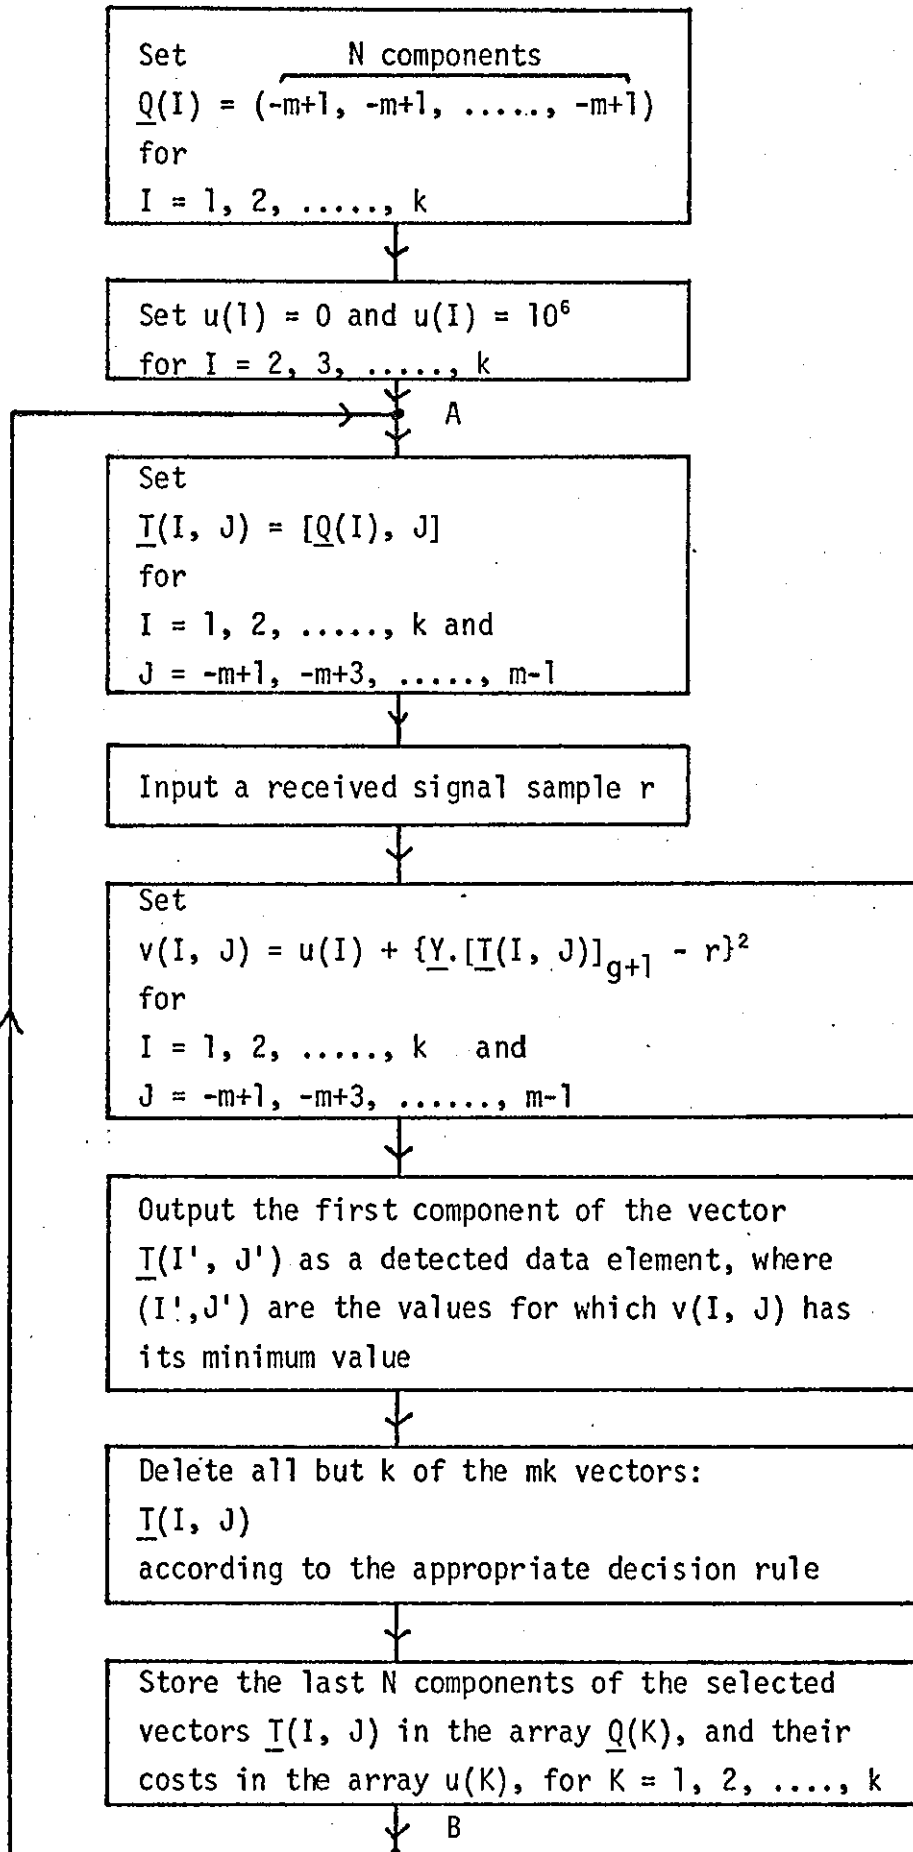 Set N components
Q(I) = (-m+1, -m+1, ....., -m+1)
for
I = 1, 2, ....., k
Set u(1) = 0 and u(I) = 10⁶
for I = 2, 3, ....., k
A
Set
T(I, J) = [Q(I), J]
for
I = 1, 2, ....., k and
J = -m+1, -m+3, ....., m-1
Input a received signal sample r
Set
v(I, J) = u(I) + {Y.[T(I, J)]g+1 - r}²
for
I = 1, 2, ....., k and
J = -m+1, -m+3, ......, m-1
Output the first component of the vector
T(I', J') as a detected data element, where
(I',J') are the values for which v(I, J) has
its minimum value
Delete all but k of the mk vectors:
T(I, J)
according to the appropriate decision rule
Store the last N components of the selected
vectors T(I, J) in the array Q(K), and their
costs in the array u(K), for K = 1, 2, ...., k
B